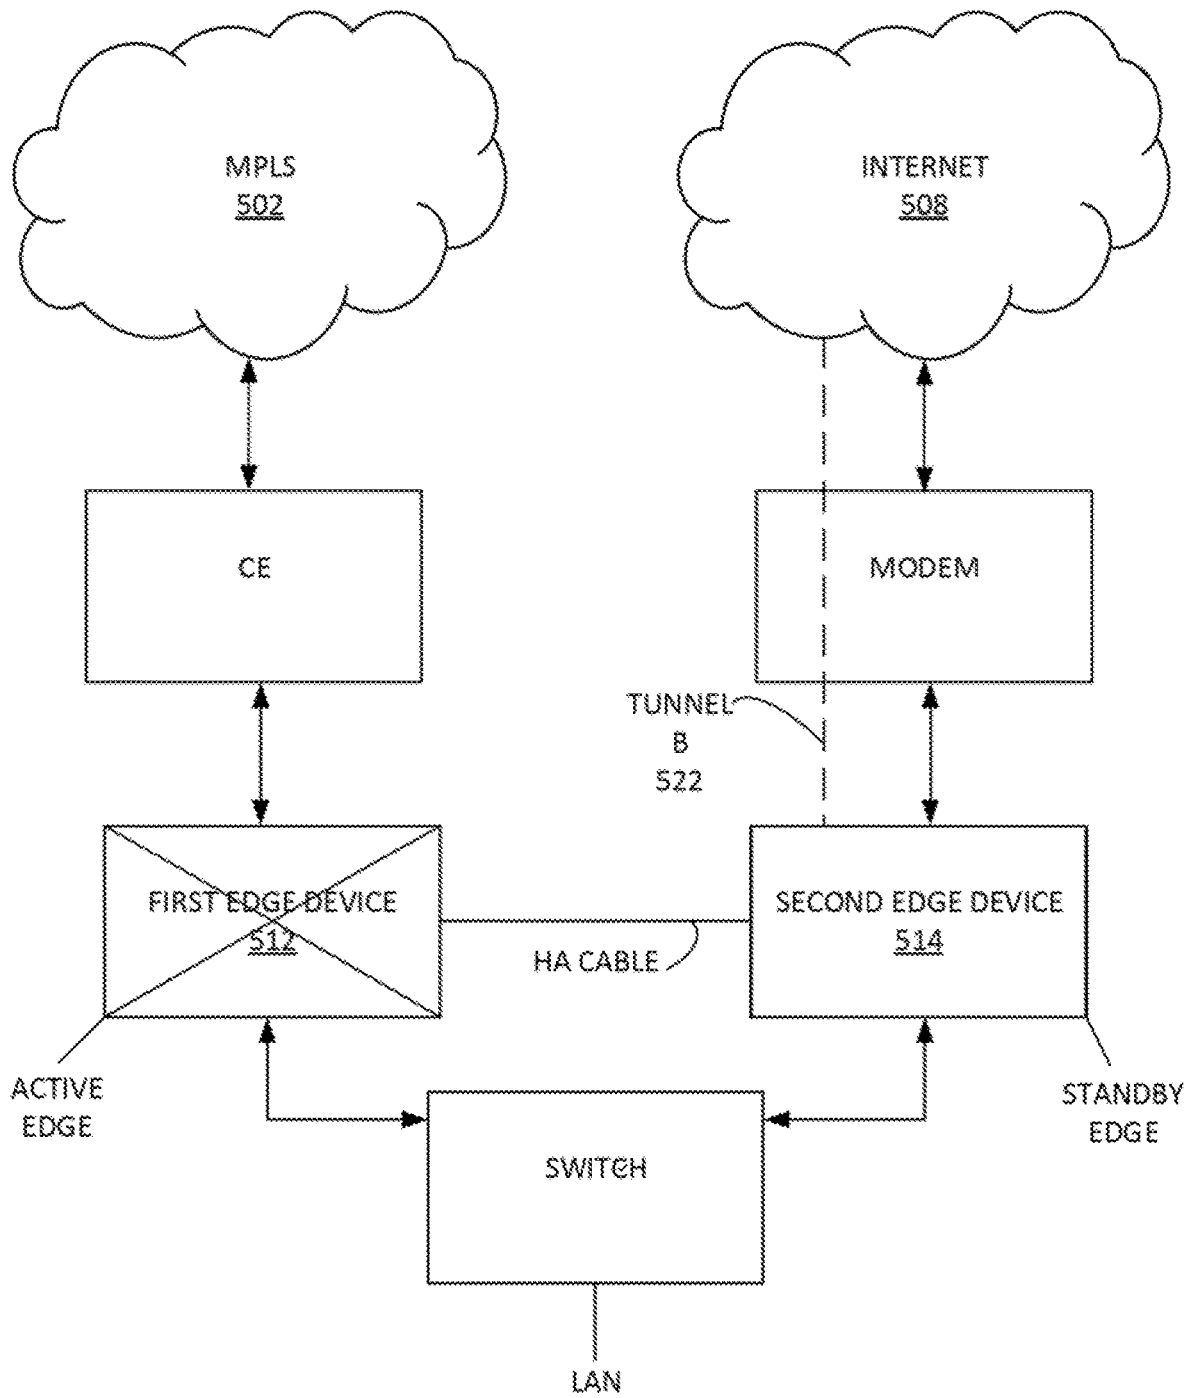 MPLS
502
INTERNET
508
CE
MODEM
TUNNEL
B
522
FIRST EDGE DEVICE
512
SECOND EDGE DEVICE
514
HA CABLE
ACTIVE
EDGE
STANDBY
EDGE
SWITCH
LAN